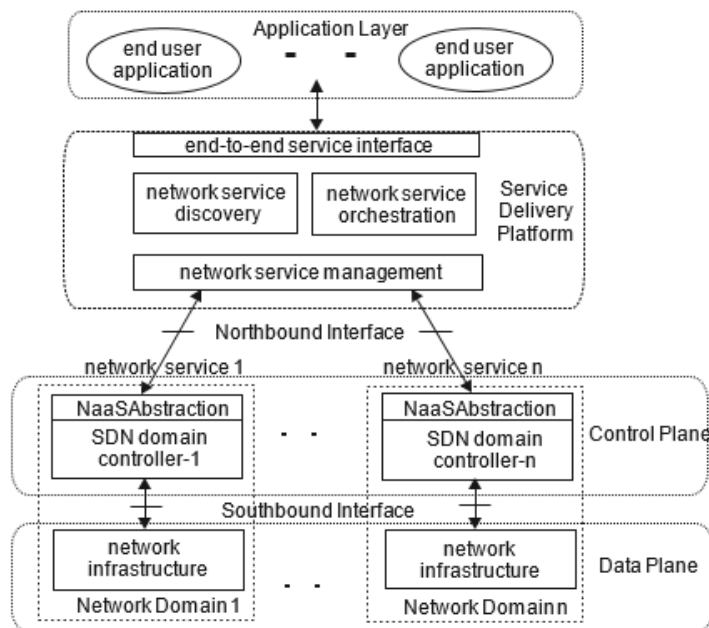 Application Layer
end user
application
- -
end user
application
end-to-end service interface
network service
discovery
network service
orchestration
Service
Delivery
Platform
network service management
Northbound Interface
network service 1
network service n
NaaSAbstraction
SDN domain
controller-1
- -
NaaSAbstraction
SDN domain
controller-n
Control Plane
Southbound Interface
network
infrastructure
- -
network
infrastructure
Data Plane
Network Domain 1
Network Domain n